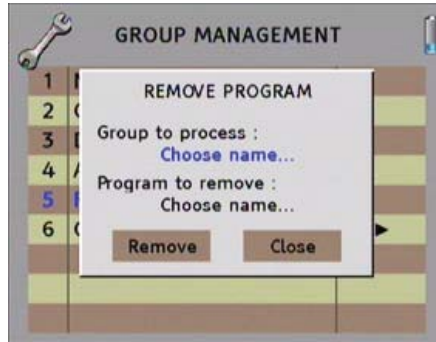 GROUP MANAGEMENT
1
2
3
4
5
6
REMOVE PROGRAM
Group to process :
Choose name...
Program to remove :
Choose name...
Remove Close